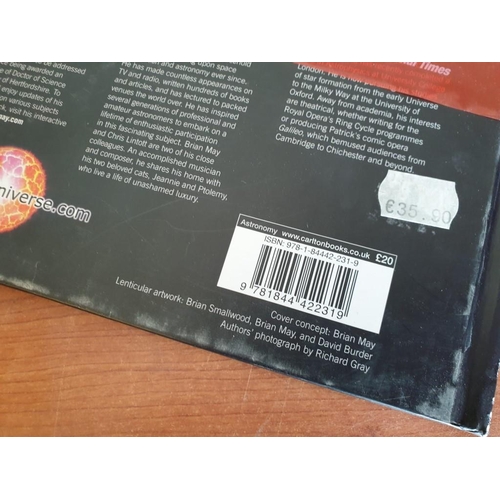 be addressed
being awarded an
e of Doctor of Science
of Hertfordshire. To
enjoy updates of his
on various subjects
visit his interactive
ay.com
niverse.com
upon space
and astronomy ever since.
He has made countless appearances on
TV and radio, written hundreds of books
and articles, and has lectured to packed
venues the world over. He has inspired
several generations of professional and
amateur astronomers to embark on a
lifetime of enthusiastic participation
in this fascinating subject. Brian May
and Chris Lintott are two of his close
colleagues. An accomplished musician
and composer, he shares his home with
his two beloved cats, Jeannie and Ptolemy,
who live a life of unashamed luxury.
Times
London. He is now
of star formation from the early Universe
to the Milky Way at the University of
Oxford. Away from academia, his interests
are theatrical, whether writing for the
Royal Opera's Ring Cycle programmes
or producing Patrick's comic opera
Galileo, which bemused audiences from
Cambridge to Chichester and beyond.
€35.90
Astronomy www.carltonbooks.co.uk £20
ISBN: 978-1-84442-231-9
9 781844 422319
Cover concept: Brian May
Lenticular artwork: Brian Smallwood, Brian May, and David Burder
Authors' photograph by Richard Gray